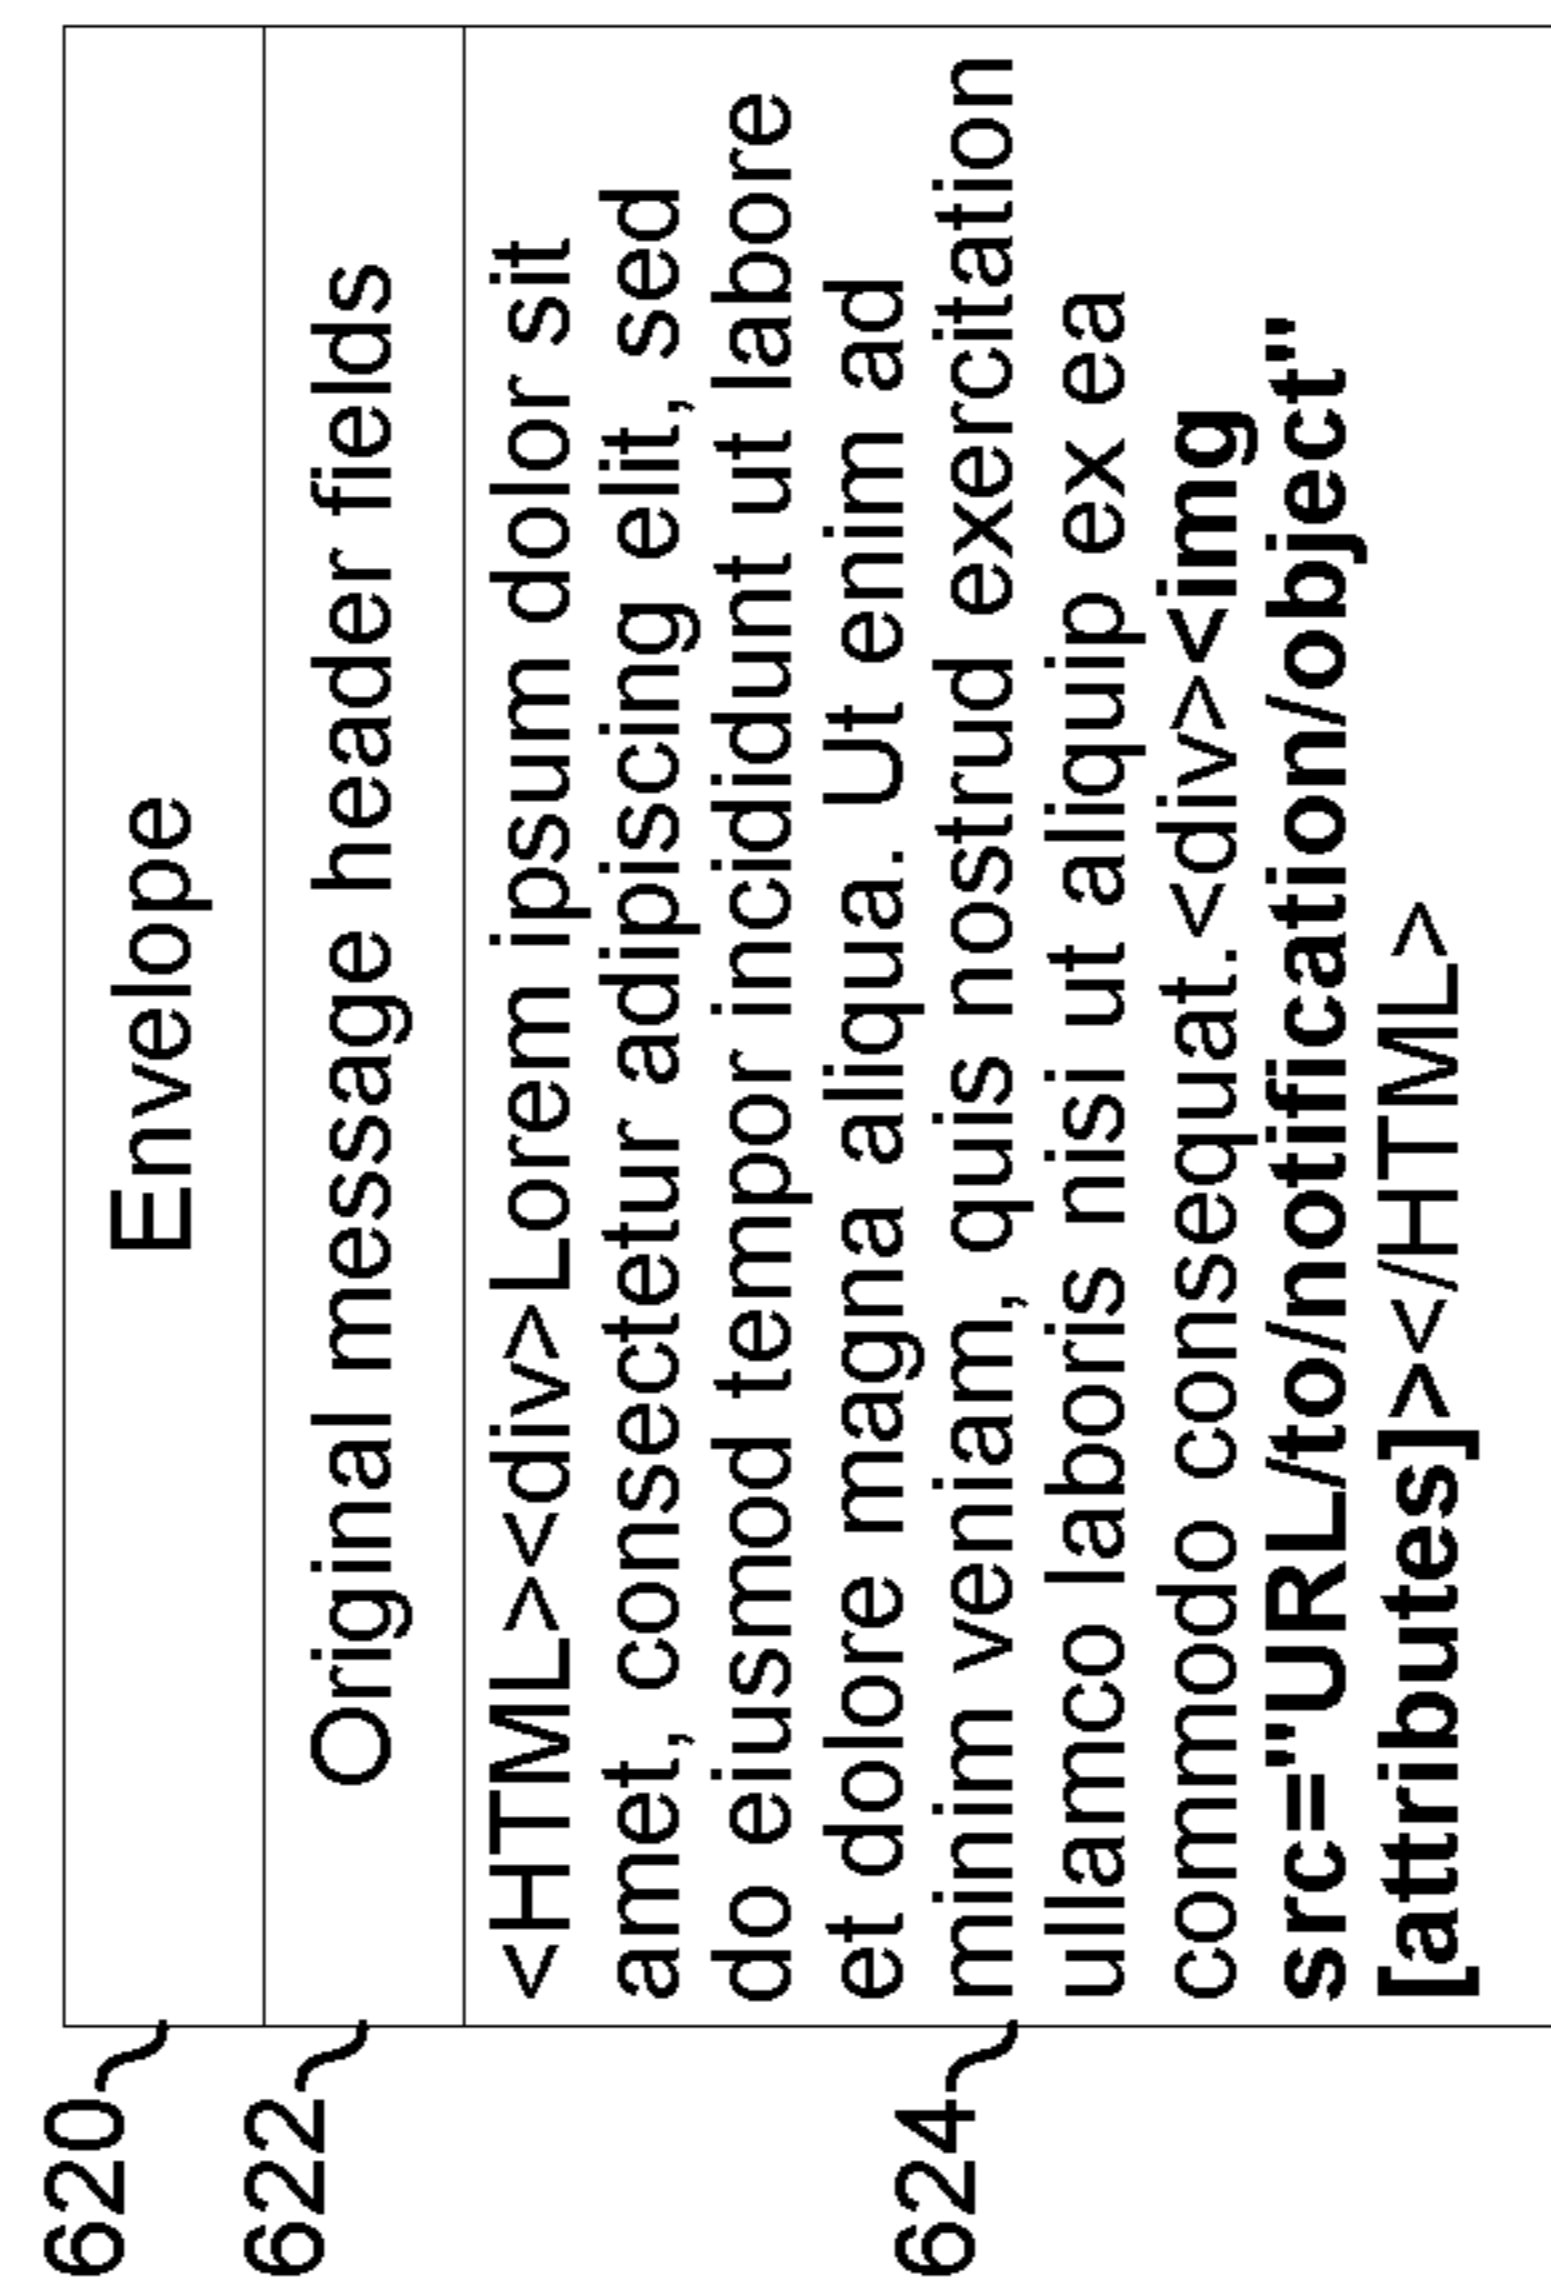 620
Envelope
622
Original message header fields
624
<HTML><div>Lorem ipsum dolor sit
amet, consectetur adipiscing elit, sed
do eiusmod tempor incididunt ut labore
et dolore magna aliqua. Ut enim ad
minim veniam, quis nostrud exercitation
ullamco laboris nisi ut aliquip ex ea
commodo consequat.<div><img
src="URL/to/notification/object"
[attributes]></HTML>